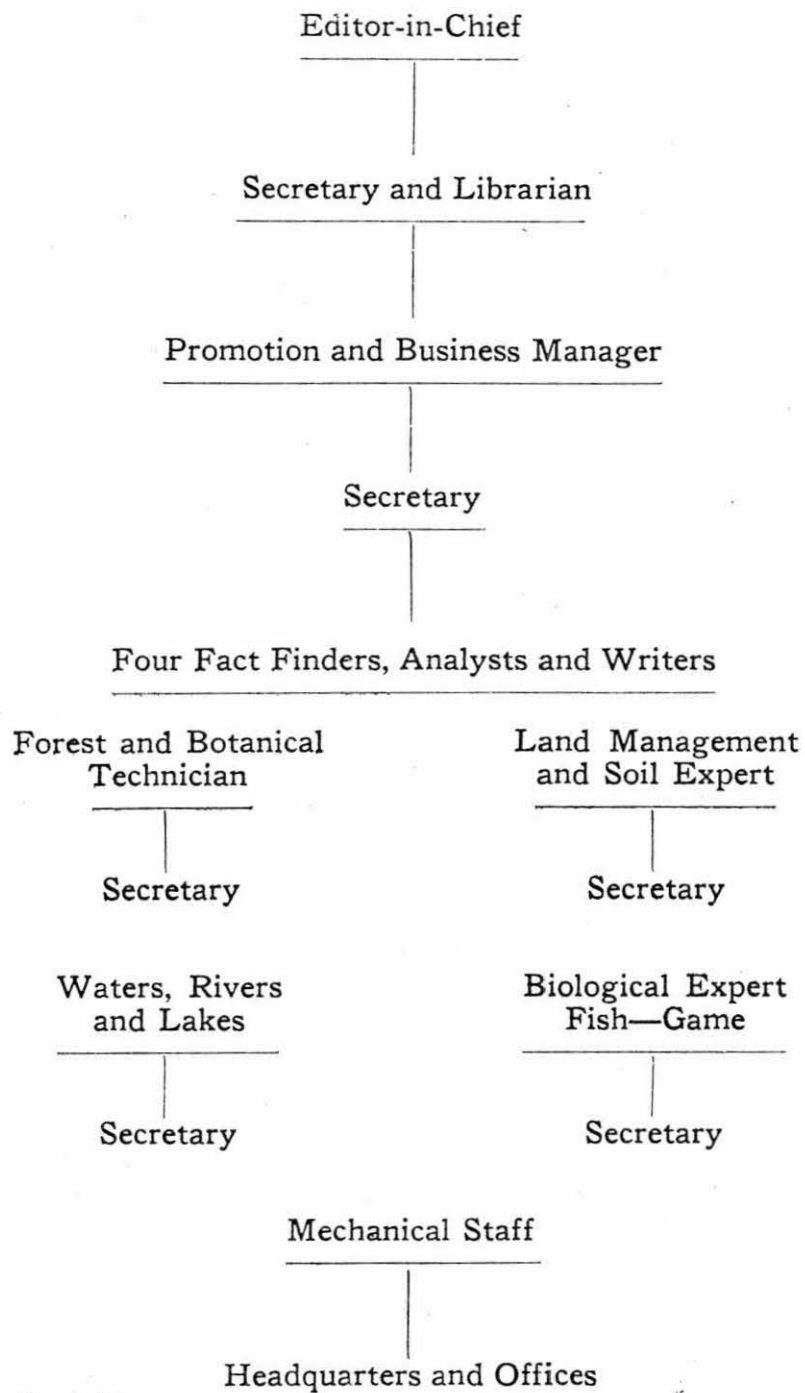 Editor-in-Chief
Secretary and Librarian
Promotion and Business Manager
Secretary
Four Fact Finders, Analysts and Writers
Forest and Botanical
Technician
Land Management
and Soil Expert
Secretary
Secretary
Waters, Rivers
and Lakes
Biological Expert
Fish—Game
Secretary
Secretary
Mechanical Staff
Headquarters and Offices